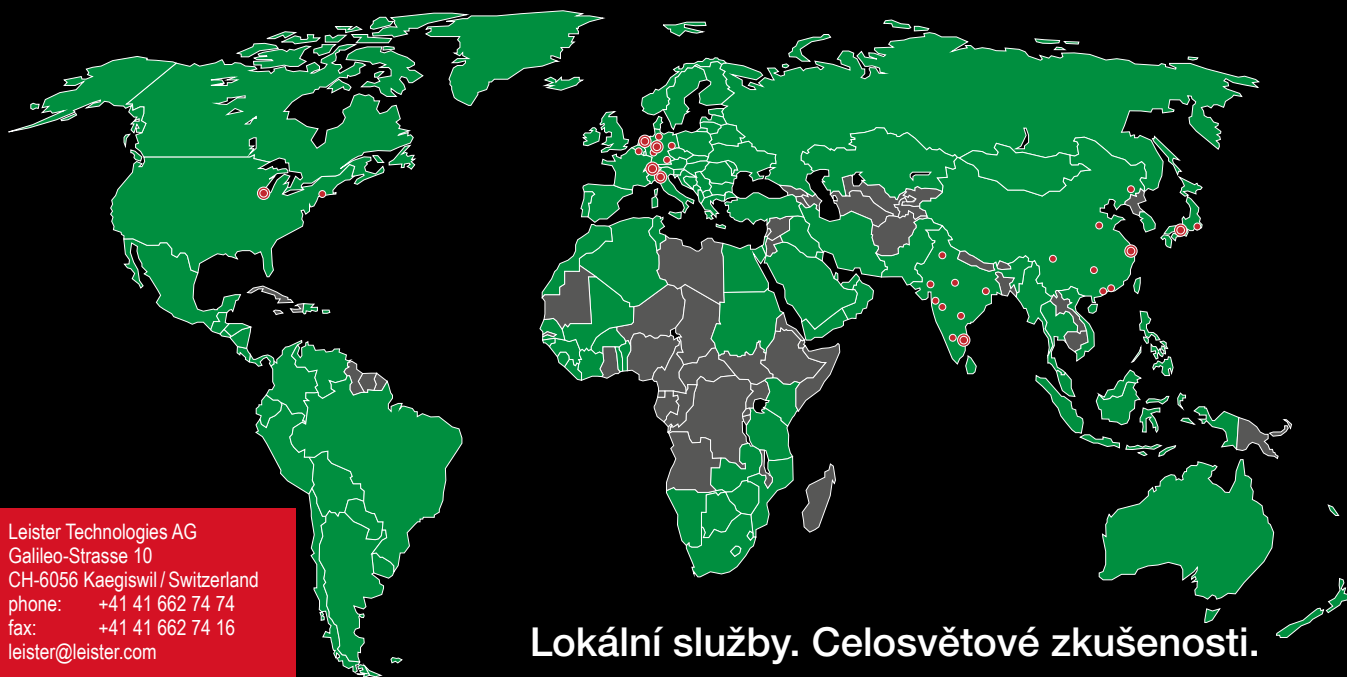 Leister Technologies AG
Galileo-Strasse 10
CH-6056 Kaegiswil / Switzerland
phone: +41 41 662 74 74
fax: +41 41 662 74 16
leister@leister.com
Lokální služby. Celosvětové zkušenosti.